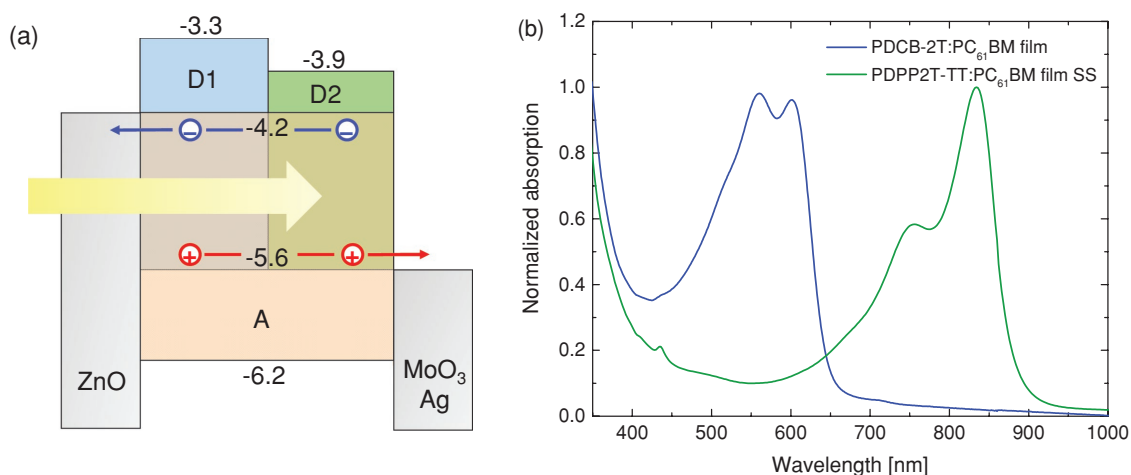 (a)
-3.3
-3.9
D1
D2
-4.2
-5.6
A
ZnO
-6.2
MoO₃
Ag
(b)
1.2
1.0
0.8
0.6
0.4
0.2
0.0
Normalized absorption
PDCB-2T:PC₆₁BM film
PDPP2T-TT:PC₆₁BM film SS
400 500 600 700 800 900 1000
Wavelength [nm]